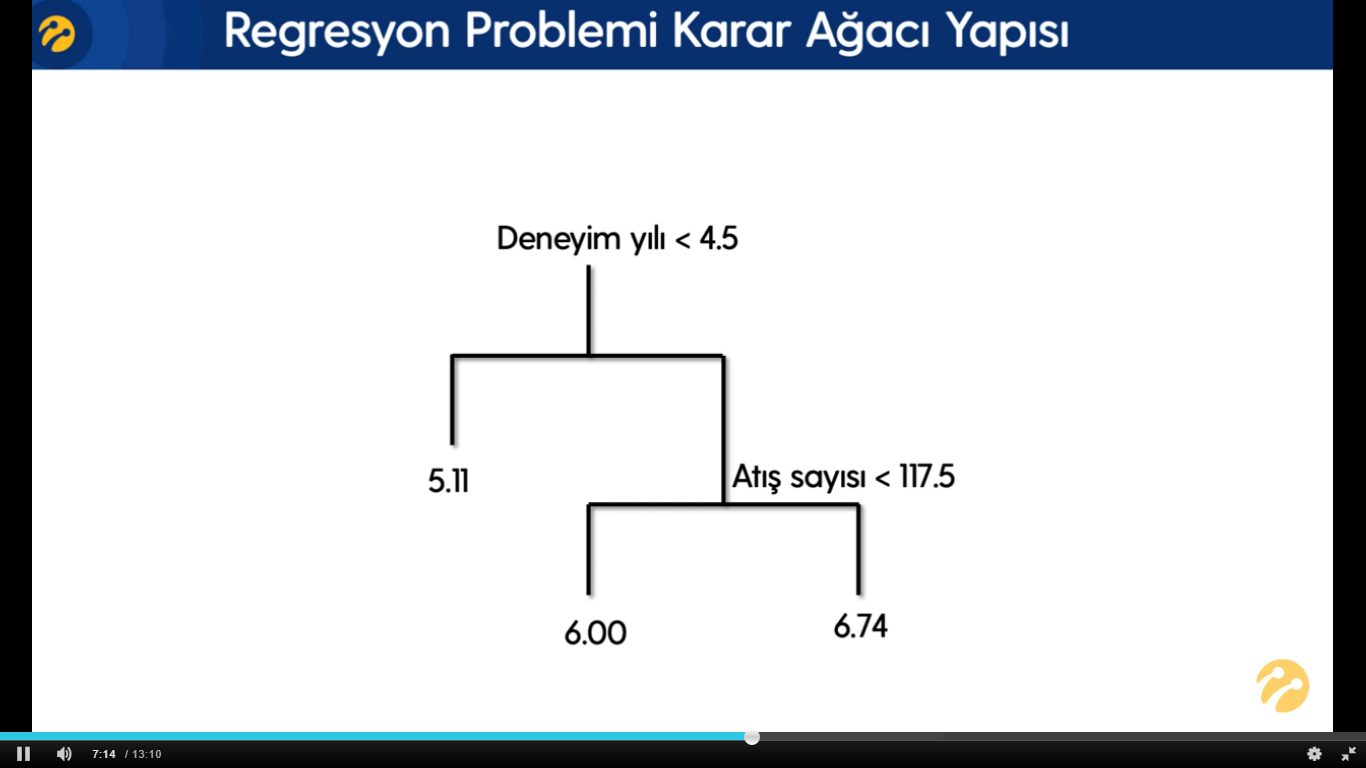 Regresyon Problemi Karar Ağacı Yapısı
Deneyim yılı < 4.5
5.11
Atış sayısı < 117.5
6.00
6.74
7:14 / 13:10